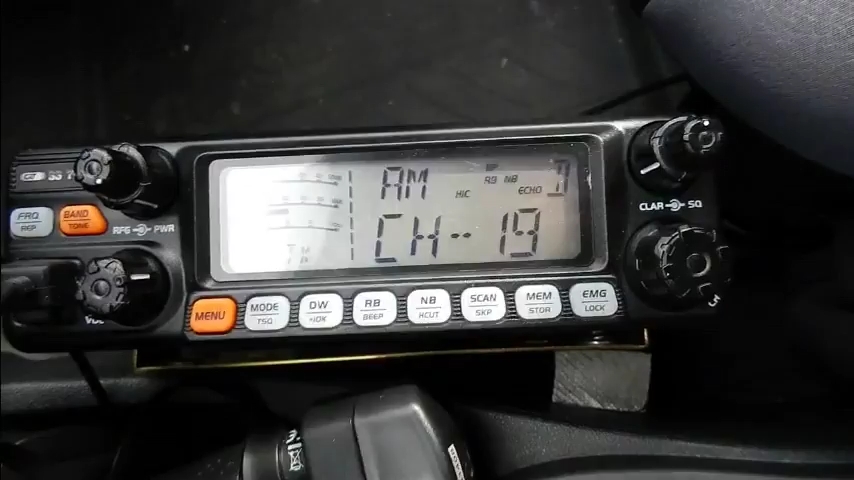 AM
HIC
RB NB
ECHO
CH-- 19
FRQ
REP
BAND
TONE
RFG PWR
CLAR SQ
MENU
MODE
TSQ
DW
+10K
RB
BEEP
NB
HCUT
SCAN
SKP
MEM
STOR
EMG
LOCK